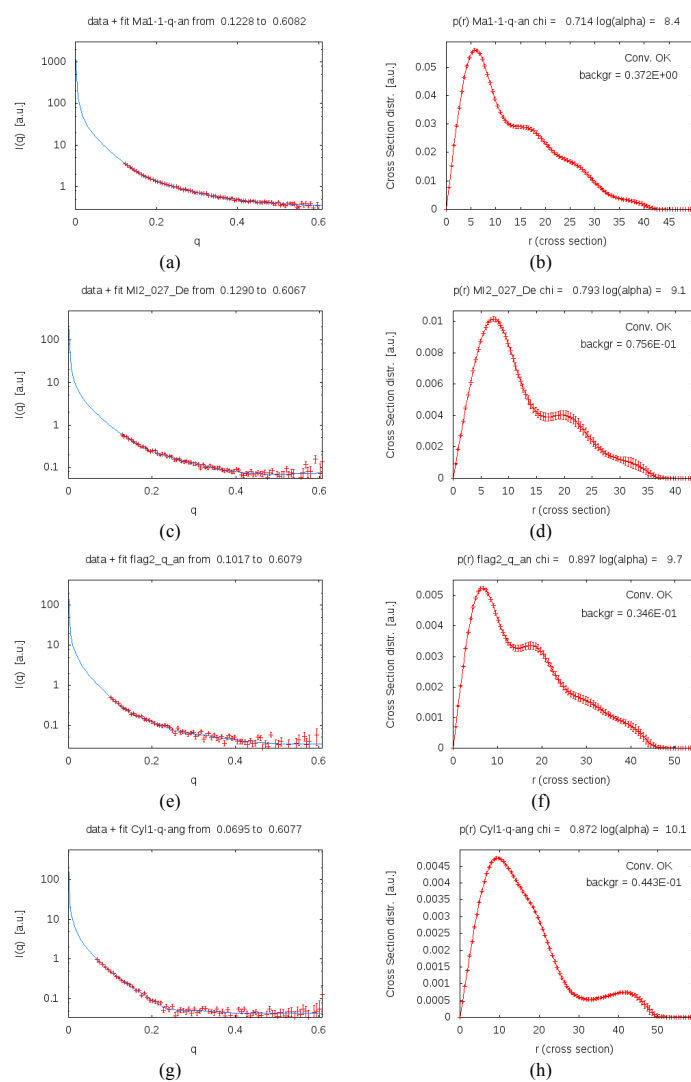 data + fit Ma1-1-q-an from 0.1228 to 0.6082
I(q) [a.u.]
1000
100
10
1
0
0.2
0.4
0.6
q
(a)
p(r) Ma1-1-q-an chi = 0.714 log(alpha) = 8.4
Conv. OK
backgr = 0.372E+00
Cross Section distr. [a.u.]
0.05
0.04
0.03
0.02
0.01
0
0 5 10 15 20 25 30 35 40 45
r (cross section)
(b)
data + fit MI2_027_De from 0.1290 to 0.6067
I(q) [a.u.]
100
10
1
0.1
0
0.2
0.4
0.6
q
(c)
p(r) MI2_027_De chi = 0.793 log(alpha) = 9.1
Conv. OK
backgr = 0.756E-01
Cross Section distr. [a.u.]
0.01
0.008
0.006
0.004
0.002
0
0 5 10 15 20 25 30 35 40
r (cross section)
(d)
data + fit flag2_q_an from 0.1017 to 0.6079
I(q) [a.u.]
100
10
1
0.1
0
0.2
0.4
0.6
q
(e)
p(r) flag2_q_an chi = 0.897 log(alpha) = 9.7
Conv. OK
backgr = 0.346E-01
Cross Section distr. [a.u.]
0.005
0.004
0.003
0.002
0.001
0
0 10 20 30 40 50
r (cross section)
(f)
data + fit Cyl1-q-ang from 0.0695 to 0.6077
I(q) [a.u.]
100
10
1
0.1
0
0.2
0.4
0.6
q
(g)
p(r) Cyl1-q-ang chi = 0.872 log(alpha) = 10.1
Conv. OK
backgr = 0.443E-01
Cross Section distr. [a.u.]
0.0045
0.004
0.0035
0.003
0.0025
0.002
0.0015
0.001
0.0005
0
0 10 20 30 40 50
r (cross section)
(h)